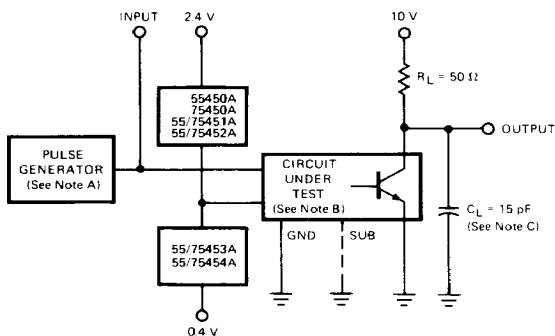 INPUT
2.4 V
10 V
55450A
75450A
55/75451A
55/75452A
R_L = 50 Ω
OUTPUT
PULSE
GENERATOR
(See Note A)
CIRCUIT
UNDER
TEST
(See Note B)
C_L = 15 pF
(See Note C)
GND
SUB
55/75453A
55/75454A
0.4 V